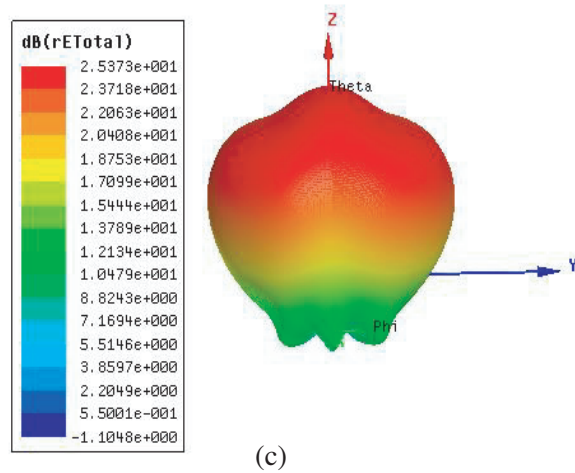 dB(rETotal)
2.5373e+001
2.3718e+001
2.2063e+001
2.0408e+001
1.8753e+001
1.7099e+001
1.5444e+001
1.3789e+001
1.2134e+001
1.0479e+001
8.8243e+000
7.1694e+000
5.5146e+000
3.8597e+000
2.2049e+000
5.5001e-001
-1.1048e+000
Z
Theta
Y
Phi
(c)